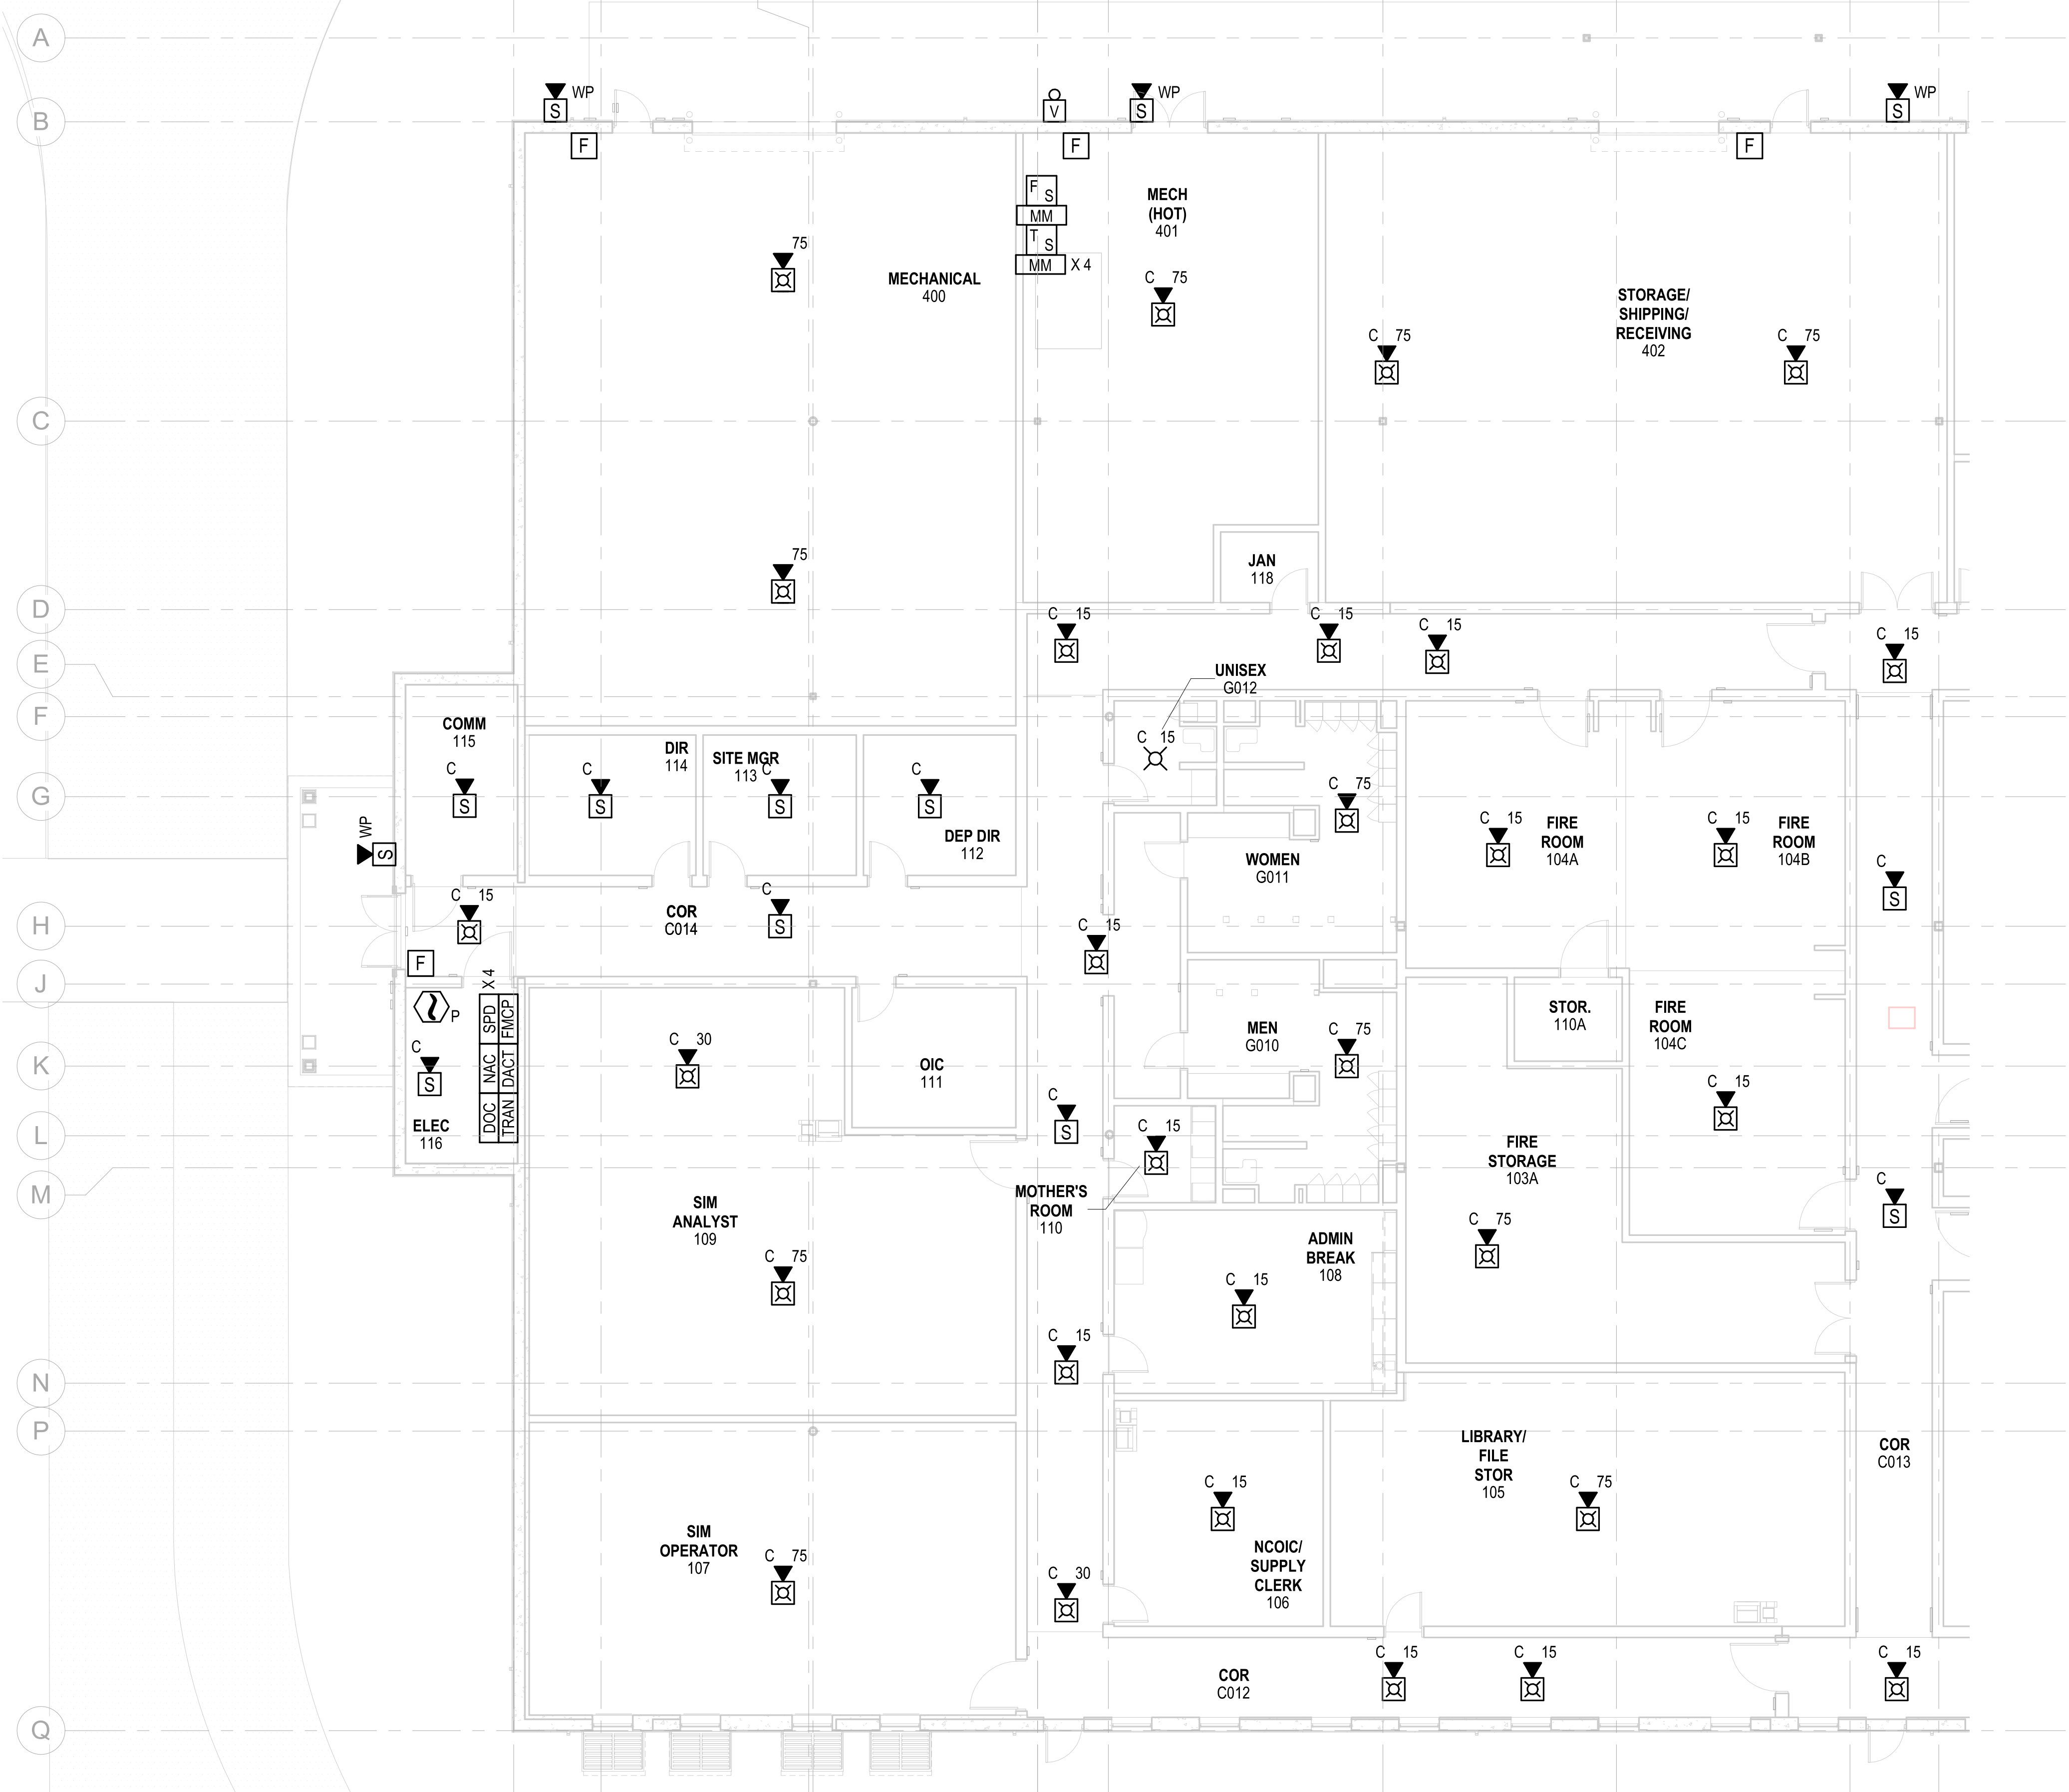 A
WP
WP
WP
S
V
S
S
B
F
F
F
F
S
MM
T
S
MM
X 4
MECH
(HOT)
401
75
MECHANICAL
400
C 75
STORAGE/
SHIPPING/
RECEIVING
402
C 75
C 75
C
75
JAN
118
D
C 15
C 15
C 15
C 15
E
UNISEX
G012
F
COMM
115
DIR
114
SITE MGR
113
C 15
C
S
C
S
C
S
C
S
G
DEP DIR
112
C 75
WP
S
WOMEN
G011
C 15
FIRE
ROOM
104A
C 15
FIRE
ROOM
104B
C
S
C 15
COR
C014
C
S
H
C 15
F
J
X 4
P
DOC NAC SPD
TRAN DACT FMCP
STOR.
110A
FIRE
ROOM
104C
MEN
G010
C 75
C 30
OIC
111
K
C
S
C 15
ELEC
116
L
C
S
C 15
FIRE
STORAGE
103A
M
MOTHER'S
ROOM
110
SIM
ANALYST
109
C
S
C 75
ADMIN
BREAK
108
C 75
C 15
C 15
N
P
LIBRARY/
FILE
STOR
105
COR
C013
C 15
C 75
SIM
OPERATOR
107
C 75
NCOIC/
SUPPLY
CLERK
106
C 30
COR
C012
C 15
C 15
C 15
Q